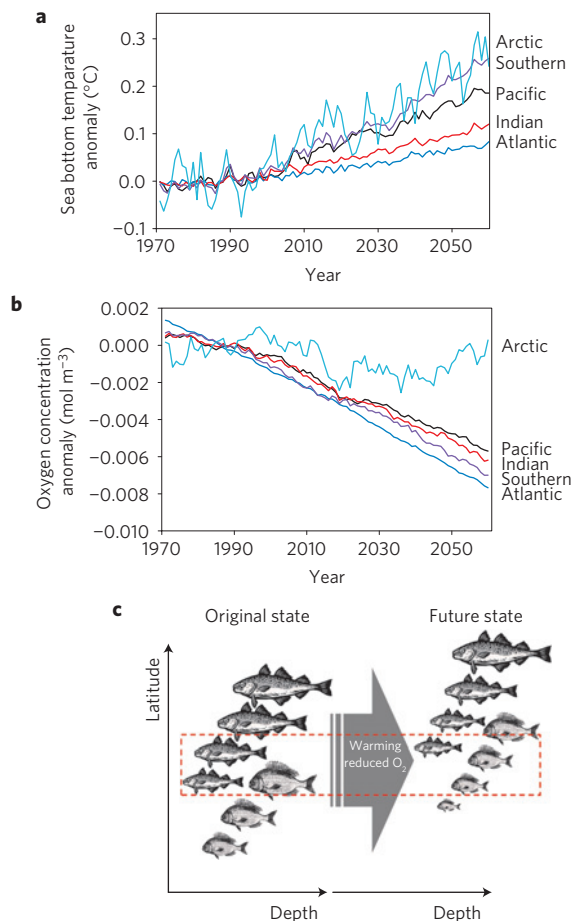 a
Sea bottom temparature
anomaly (°C)
0.3
0.2
0.1
0.0
−0.1
1970
1990
2010
2030
2050
Year
Arctic
Southern
Pacific
Indian
Atlantic
b
Oxygen concentration
anomaly (mol m⁻³)
0.002
0.000
−0.002
−0.004
−0.006
−0.008
−0.010
1970
1990
2010
2030
2050
Year
Arctic
Pacific
Indian
Southern
Atlantic
c
Original state
Future state
Latitude
Warming
reduced O₂
Depth
Depth